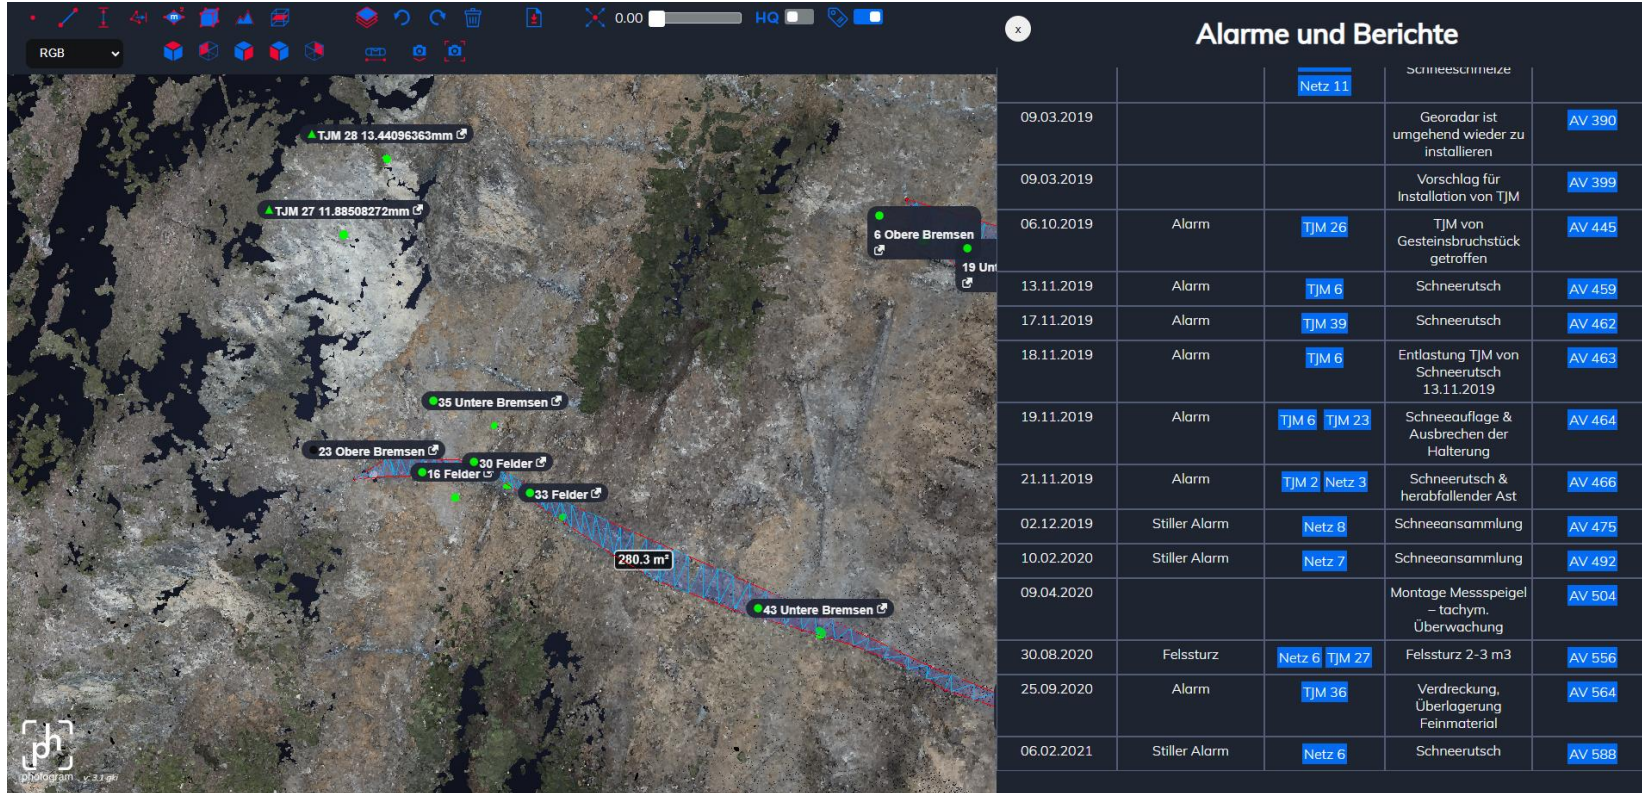 0.00
HQ
RGB
TJM 28 13.44096363mm
TJM 27 11.88508272mm
6 Obere Bremsen
35 Untere Bremsen
23 Obere Bremsen
30 Felder
16 Felder
33 Felder
280.3 m²
43 Untere Bremsen
phologram
x
Alarme und Berichte
Schneeschmelze
Netz 11
09.03.2019
Georadar ist
umgehend wieder zu
installieren
AV 390
09.03.2019
Vorschlag für
Installation von TJM
AV 399
06.10.2019 Alarm TJM 26
TJM von
Gesteinsbruchstück
getroffen
AV 445
13.11.2019 Alarm TJM 6 Schneerutsch AV 459
17.11.2019 Alarm TJM 39 Schneerutsch AV 462
18.11.2019 Alarm TJM 6
Entlastung TJM von
Schneerutsch
13.11.2019
AV 463
19.11.2019 Alarm TJM 6 TJM 23
Schneeauflage &
Ausbrechen der
Halterung
AV 464
21.11.2019 Alarm TJM 2 Netz 3
Schneerutsch &
herabfallender Ast
AV 466
02.12.2019 Stiller Alarm Netz 8 Schneeansammlung AV 475
10.02.2020 Stiller Alarm Netz 7 Schneeansammlung AV 492
09.04.2020
Montage Messspeigel
– tachym.
Überwachung
AV 504
30.08.2020 Felssturz Netz 6 TJM 27 Felssturz 2-3 m3 AV 556
25.09.2020 Alarm TJM 36
Verdreckung,
Überlagerung
Feinmaterial
AV 564
06.02.2021 Stiller Alarm Netz 6 Schneerutsch AV 588